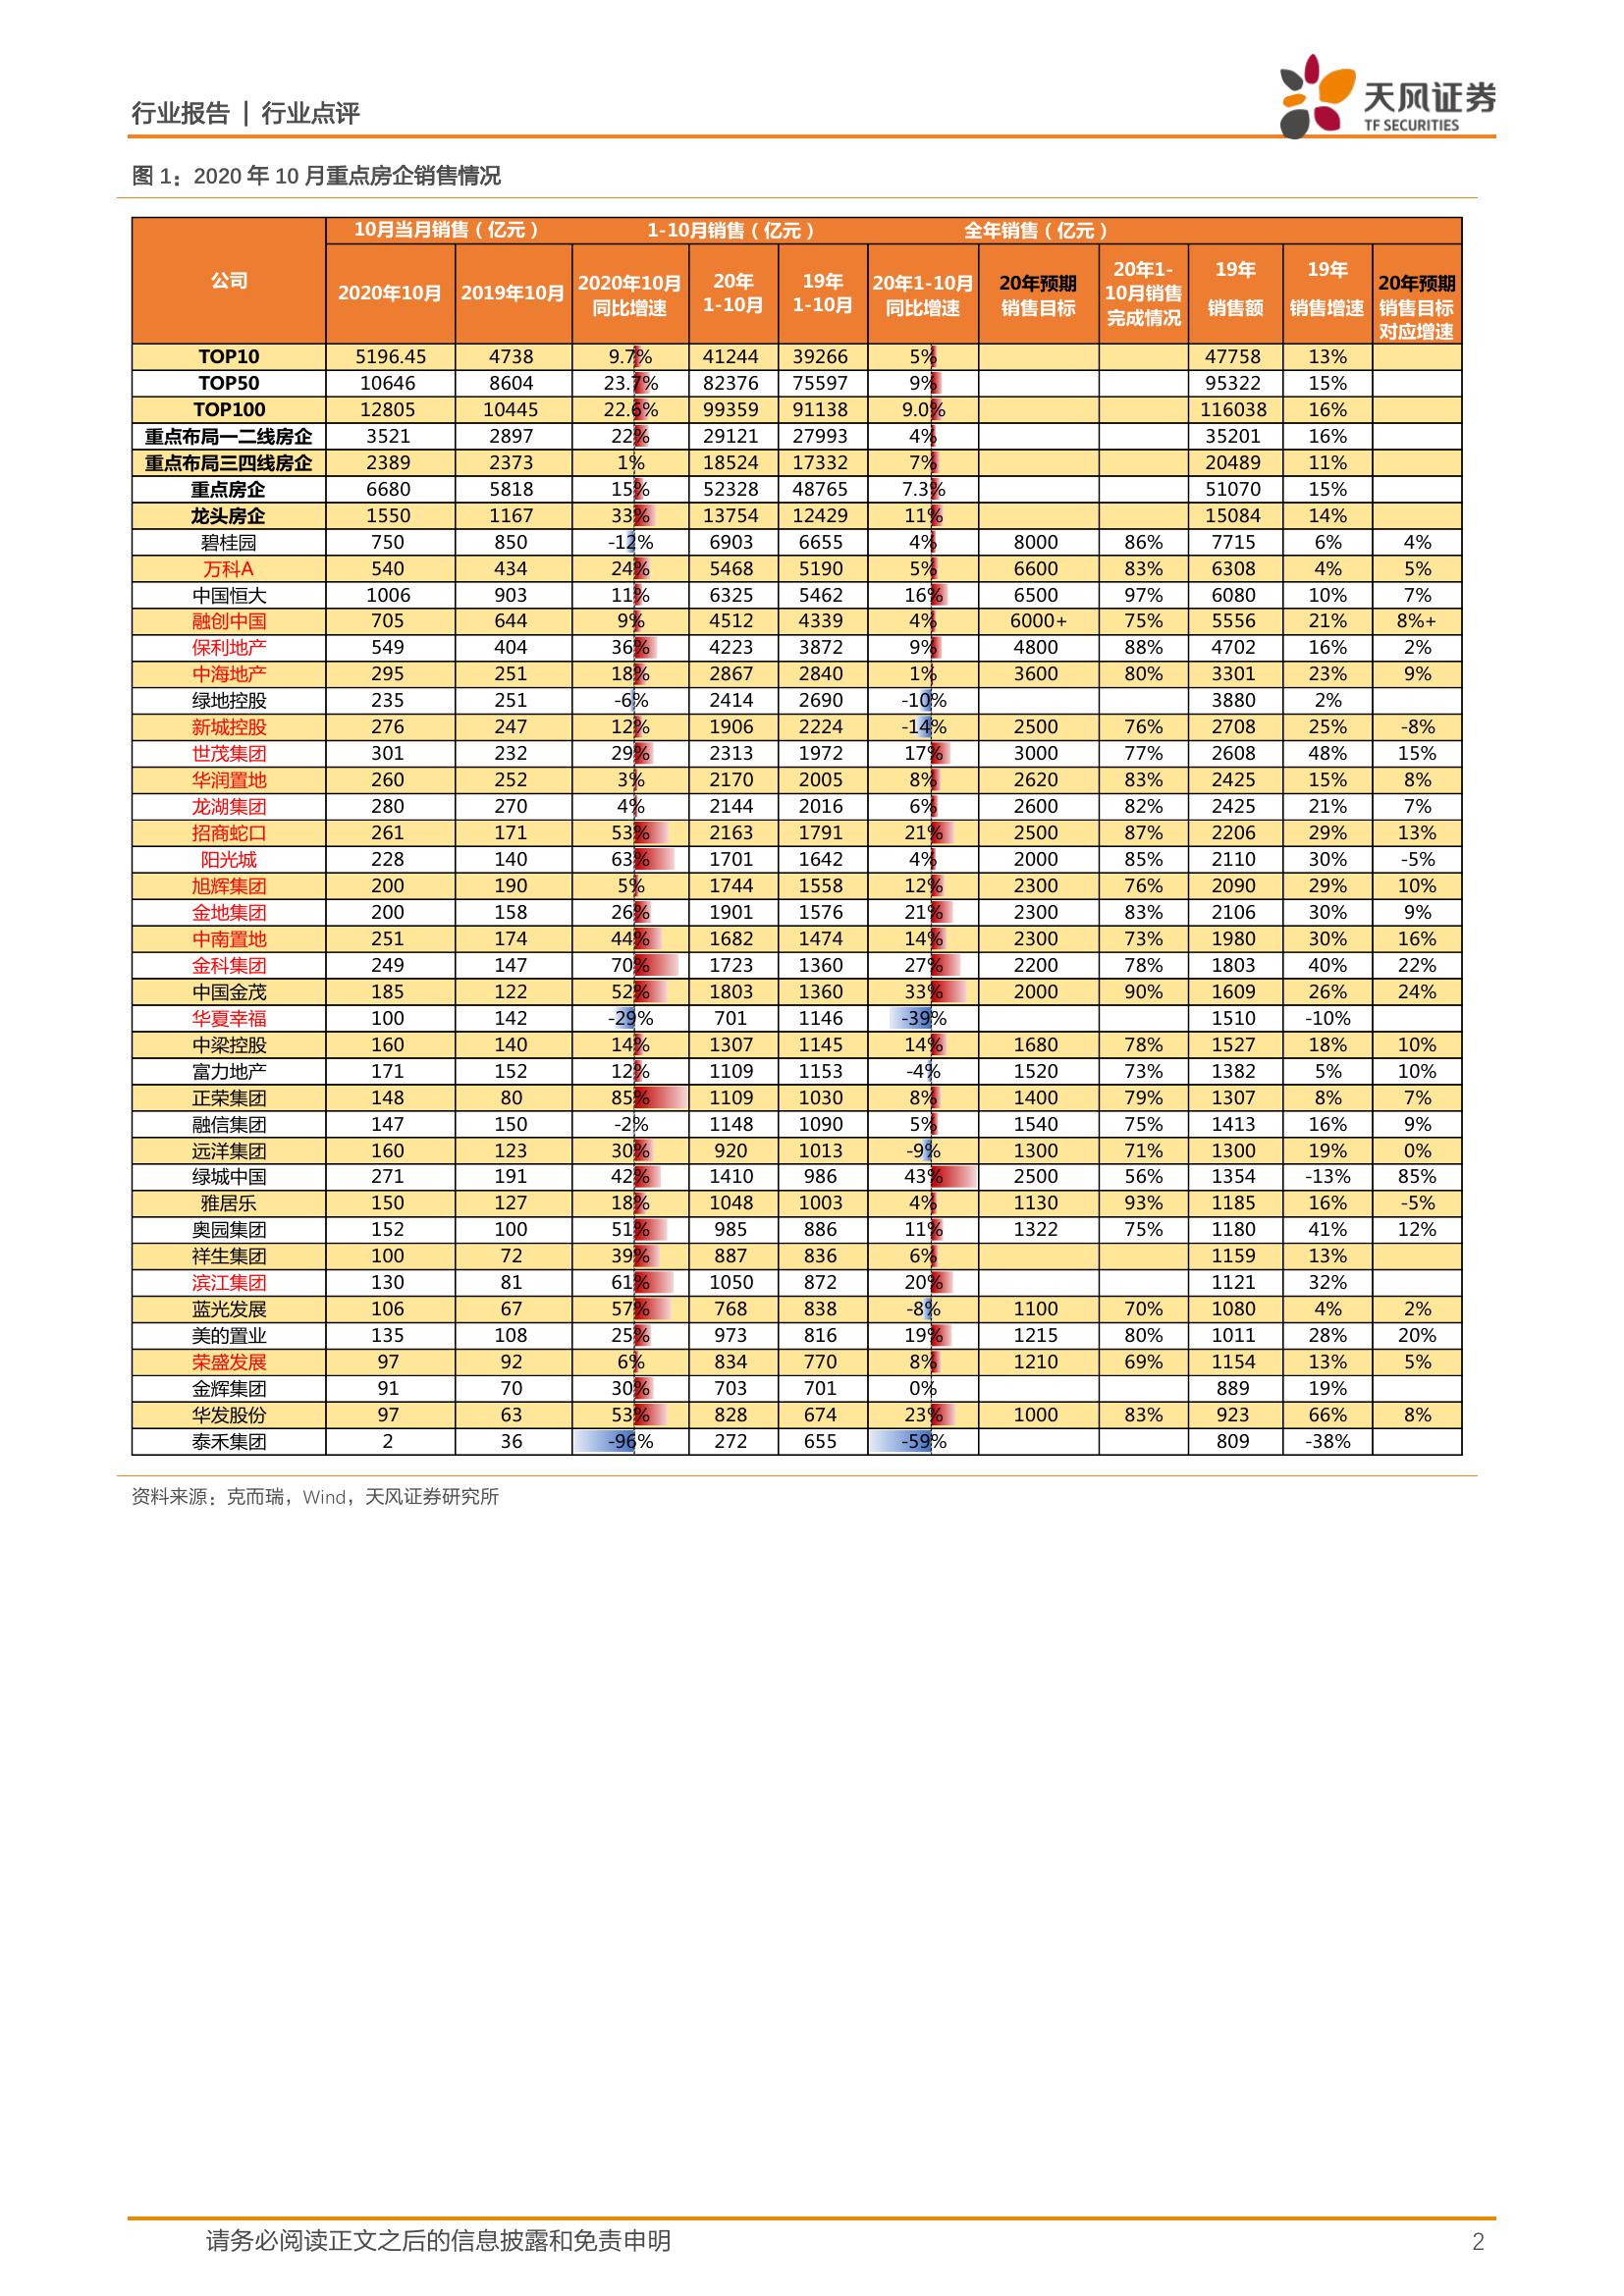 行业报告 | 行业点评
天风证券
TF SECURITIES
图 1：2020 年 10 月重点房企销售情况
公司 10月当月销售（亿元） 1-10月销售（亿元） 全年销售（亿元）
2020年10月 2019年10月 2020年10月同比增速 20年1-10月 19年1-10月 20年1-10月同比增速 20年预期销售目标 20年1-10月销售完成情况 19年销售额 19年销售增速 20年预期销售目标对应增速
TOP10 5196.45 4738 9.7% 41244 39266 5% 47758 13%
TOP50 10646 8604 23.7% 82376 75597 9% 95322 15%
TOP100 12805 10445 22.6% 99359 91138 9.0% 116038 16%
重点布局一二线房企 3521 2897 22% 29121 27993 4% 35201 16%
重点布局三四线房企 2389 2373 1% 18524 17332 7% 20489 11%
重点房企 6680 5818 15% 52328 48765 7.3% 51070 15%
龙头房企 1550 1167 33% 13754 12429 11% 15084 14%
碧桂园 750 850 -12% 6903 6655 4% 8000 86% 7715 6% 4%
万科A 540 434 24% 5468 5190 5% 6600 83% 6308 4% 5%
中国恒大 1006 903 11% 6325 5462 16% 6500 97% 6080 10% 7%
融创中国 705 644 9% 4512 4339 4% 6000+ 75% 5556 21% 8%+
保利地产 549 404 36% 4223 3872 9% 4800 88% 4702 16% 2%
中海地产 295 251 18% 2867 2840 1% 3600 80% 3301 23% 9%
绿地控股 235 251 -6% 2414 2690 -10% 3880 2%
新城控股 276 247 12% 1906 2224 -14% 2500 76% 2708 25% -8%
世茂集团 301 232 29% 2313 1972 17% 3000 77% 2608 48% 15%
华润置地 260 252 3% 2170 2005 8% 2620 83% 2425 15% 8%
龙湖集团 280 270 4% 2144 2016 6% 2600 82% 2425 21% 7%
招商蛇口 261 171 53% 2163 1791 21% 2500 87% 2206 29% 13%
阳光城 228 140 63% 1701 1642 4% 2000 85% 2110 30% -5%
旭辉集团 200 190 5% 1744 1558 12% 2300 76% 2090 29% 10%
金地集团 200 158 26% 1901 1576 21% 2300 83% 2106 30% 9%
中南置地 251 174 44% 1682 1474 14% 2300 73% 1980 30% 16%
金科集团 249 147 70% 1723 1360 27% 2200 78% 1803 40% 22%
中国金茂 185 122 52% 1803 1360 33% 2000 90% 1609 26% 24%
华夏幸福 100 142 -29% 701 1146 -39% 1510 -10%
中梁控股 160 140 14% 1307 1145 14% 1680 78% 1527 18% 10%
富力地产 171 152 12% 1109 1153 -4% 1520 73% 1382 5% 10%
正荣集团 148 80 85% 1109 1030 8% 1400 79% 1307 8% 7%
融信集团 147 150 -2% 1148 1090 5% 1540 75% 1413 16% 9%
远洋集团 160 123 30% 920 1013 -9% 1300 71% 1300 19% 0%
绿城中国 271 191 42% 1410 986 43% 2500 56% 1354 -13% 85%
雅居乐 150 127 18% 1048 1003 4% 1130 93% 1185 16% -5%
奥园集团 152 100 51% 985 886 11% 1322 75% 1180 41% 12%
祥生集团 100 72 39% 887 836 6% 1159 13%
滨江集团 130 81 61% 1050 872 20% 1121 32%
蓝光发展 106 67 57% 768 838 -8% 1100 70% 1080 4% 2%
美的置业 135 108 25% 973 816 19% 1215 80% 1011 28% 20%
荣盛发展 97 92 6% 834 770 8% 1210 69% 1154 13% 5%
金辉集团 91 70 30% 703 701 0% 889 19%
华发股份 97 63 53% 828 674 23% 1000 83% 923 66% 8%
泰禾集团 2 36 -96% 272 655 -59% 809 -38%
资料来源：克而瑞，Wind，天风证券研究所
请务必阅读正文之后的信息披露和免责申明 2